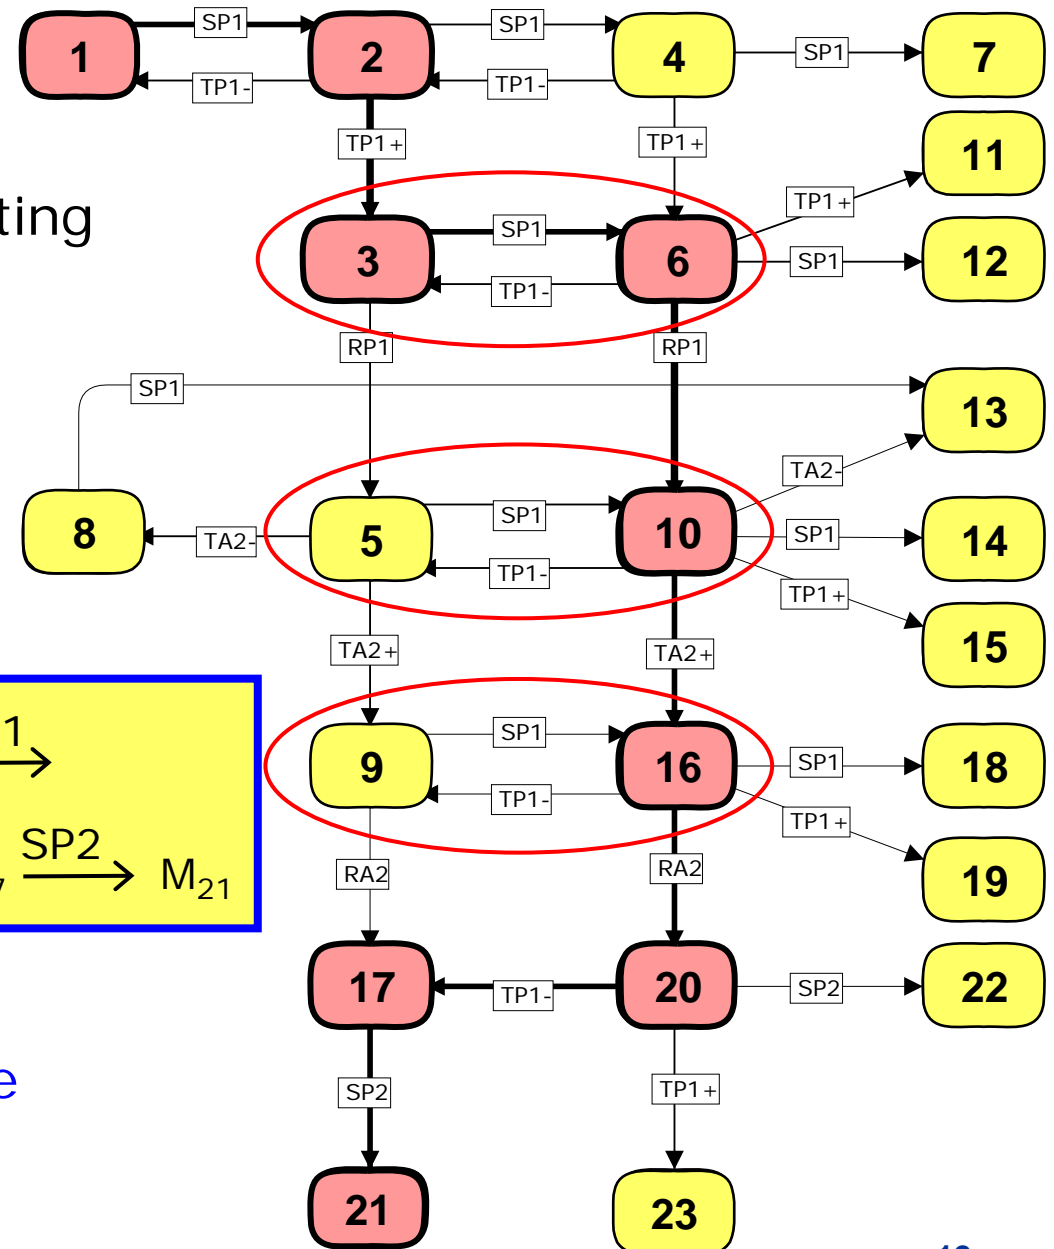 SP1
SP1
1
2
4
SP1
7
TP1-
TP1-
TP1+
TP1+
11
TP1+
ting
SP1
3
6
SP1
12
TP1-
RP1
RP1
SP1
13
TA2-
SP1
SP1
8
TA2-
5
10
14
TP1-
TP1+
TA2+
TA2+
15
1
SP1
9
16
SP1
18
TP1-
TP1+
SP2
M21
RA2
RA2
19
17
TP1-
20
SP2
22
e
SP2
TP1+
21
23